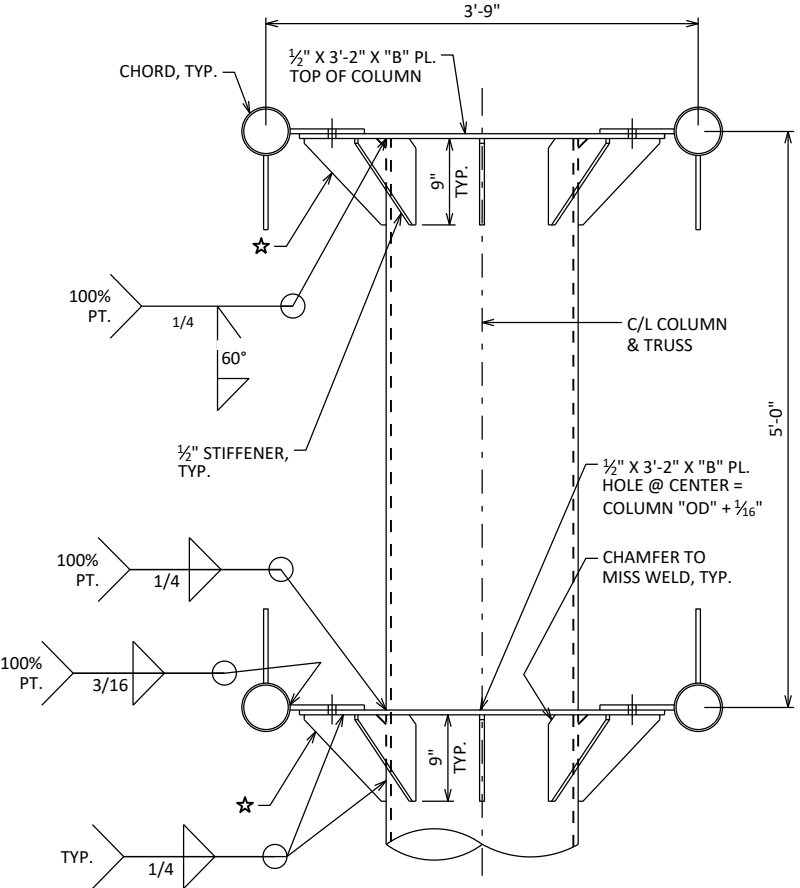 3'-9"
½" X 3'-2" X "B" PL.
TOP OF COLUMN
CHORD, TYP.
9"
TYP.
100%
PT.
1/4
60°
C/L COLUMN
& TRUSS
5'-0"
½" STIFFENER,
TYP.
½" X 3'-2" X "B" PL.
HOLE @ CENTER =
COLUMN "OD" + ⅟16"
100%
PT.
1/4
CHAMFER TO
MISS WELD, TYP.
100%
PT.
3/16
9"
TYP.
TYP.
1/4